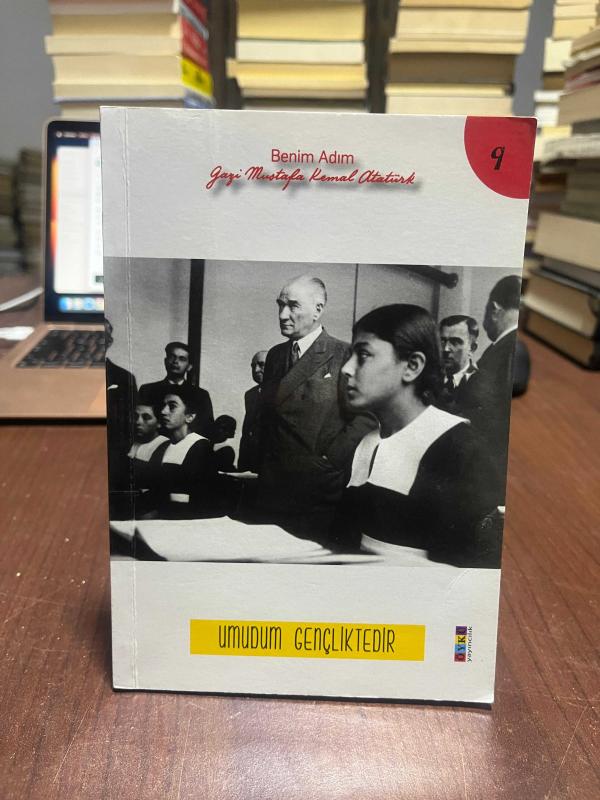 Benim Adım
Gazi Mustafa Kemal Atatürk
9
UMUDUM GENÇLİKTEDİR
ÖYKÜ
yayıncılık